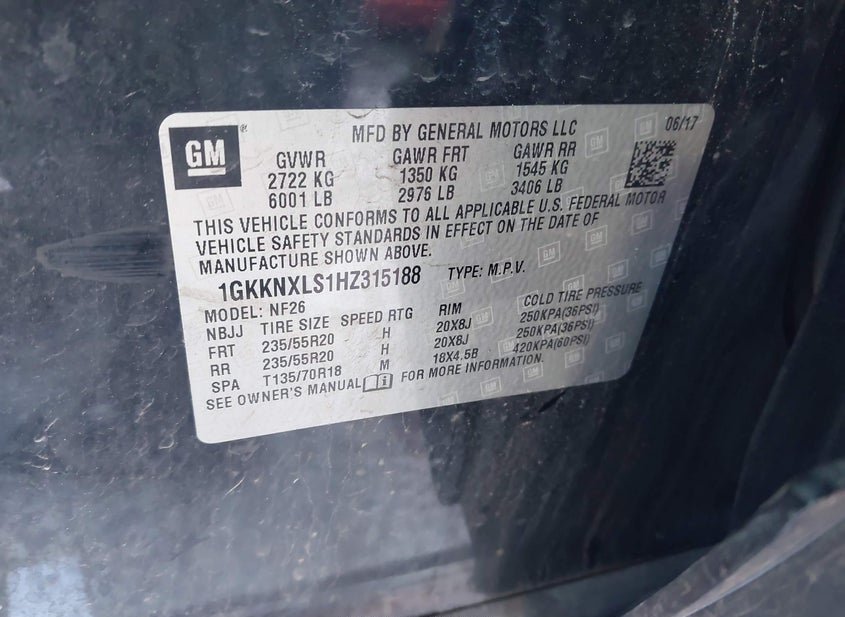 GM ® MFD BY GENERAL MOTORS LLC 06/17
GVWR GAWR FRT GAWR RR
2722 KG 1350 KG 1545 KG
6001 LB 2976 LB 3406 LB
THIS VEHICLE CONFORMS TO ALL APPLICABLE U.S. FEDERAL MOTOR
VEHICLE SAFETY STANDARDS IN EFFECT ON THE DATE OF
MANUFACTURE SHOWN ABOVE.
1GKKNXLS1HZ315188 TYPE: M.P.V.
MODEL: NF26
NBJJ TIRE SIZE SPEED RTG RIM COLD TIRE PRESSURE
FRT 235/55R20 H 20X8J 250KPA(36PSI)
RR 235/55R20 H 20X8J 250KPA(36PSI)
SPA T135/70R18 M 18X4.5B 420KPA(60PSI)
SEE OWNER'S MANUAL i FOR MORE INFORMATION.